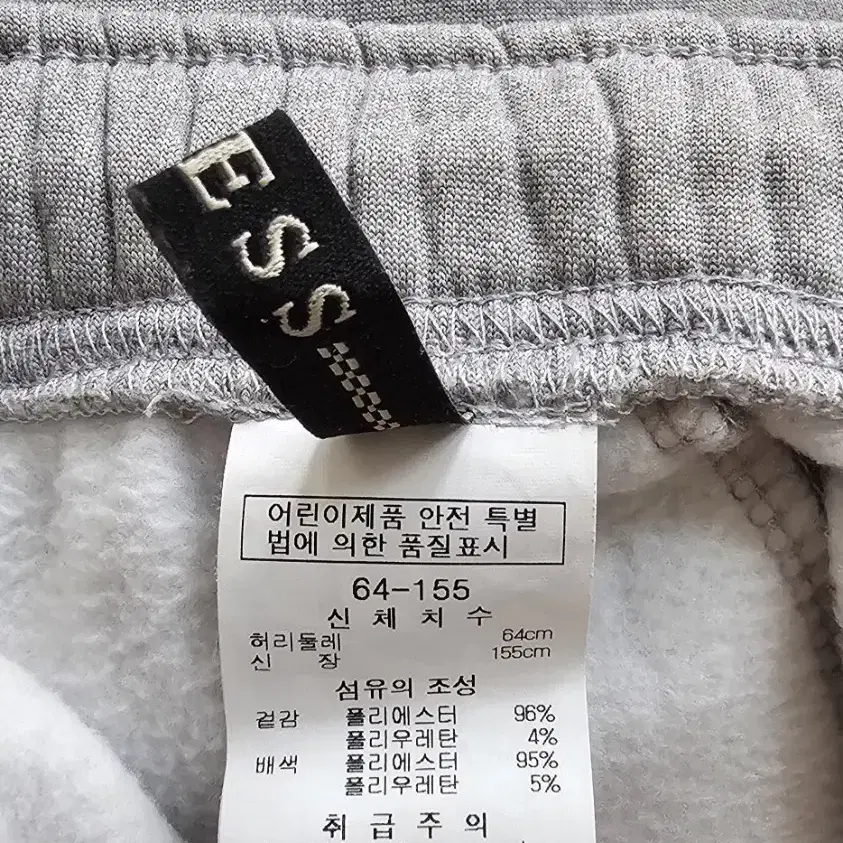 ESS
어린이제품 안전 특별
법에 의한 품질표시
64-155
신 체 치 수
허리둘레 64cm
신 장 155cm
섬유의 조성
겉감 폴리에스터 96%
폴리우레탄 4%
배색 폴리에스터 95%
폴리우레탄 5%
취 급 주 의